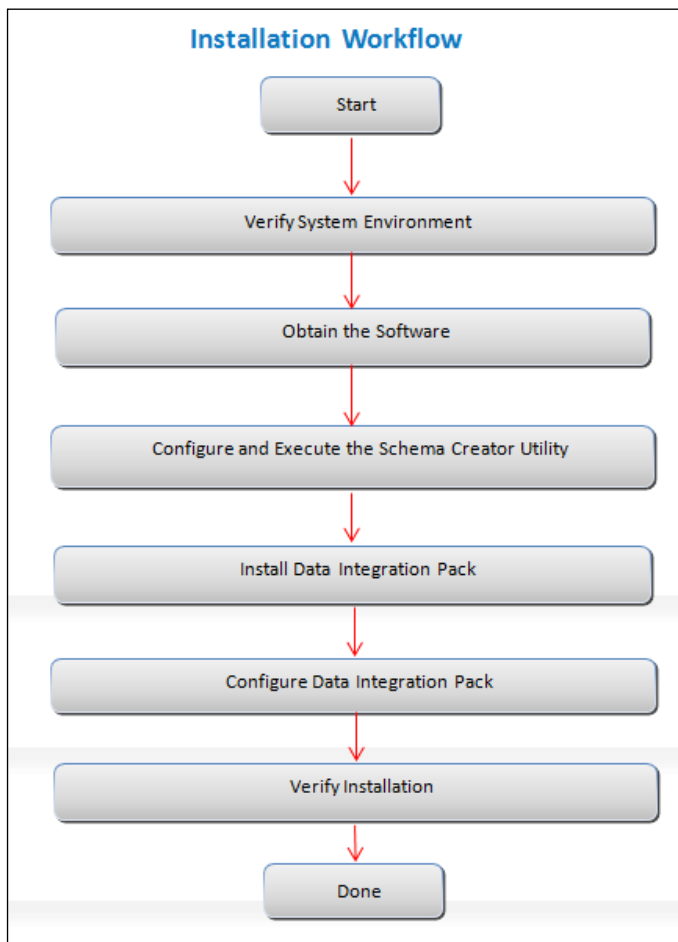 Installation Workflow
Start
Verify System Environment
Obtain the Software
Configure and Execute the Schema Creator Utility
Install Data Integration Pack
Configure Data Integration Pack
Verify Installation
Done